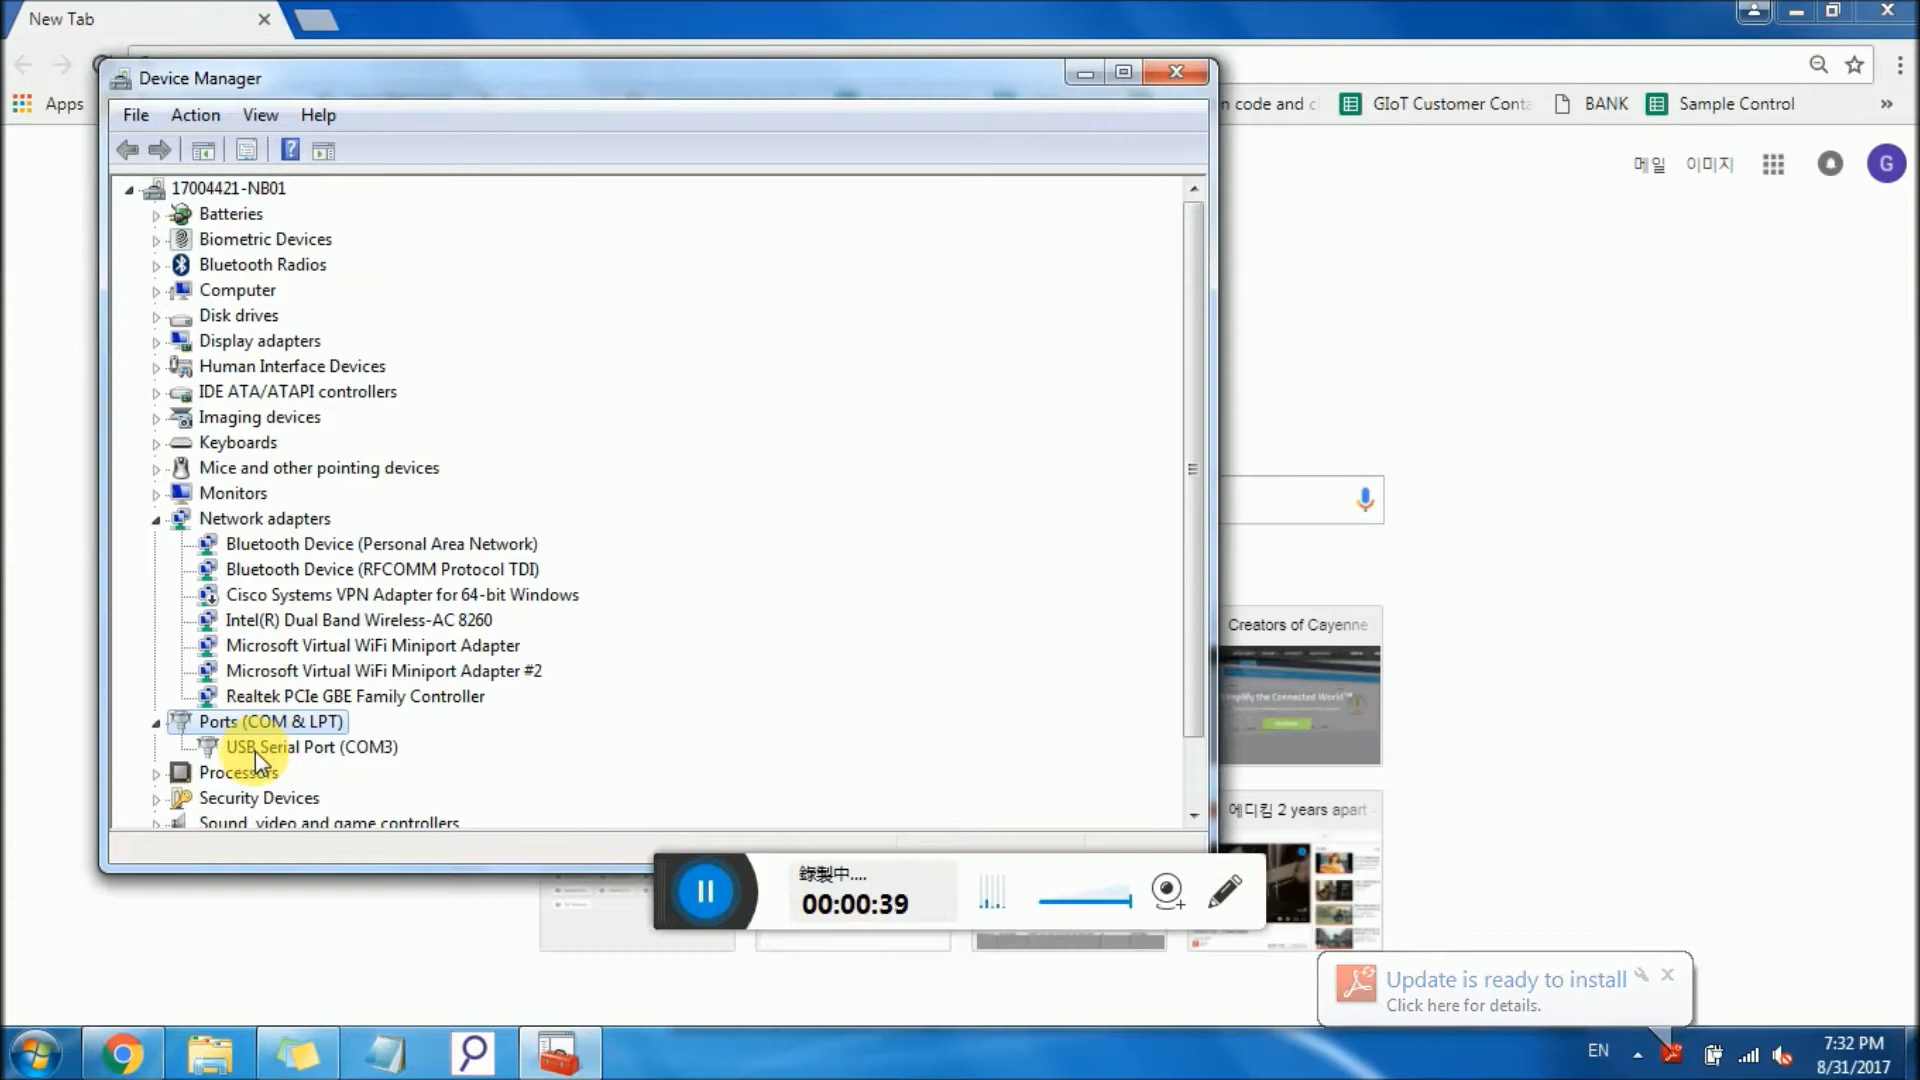 New Tab
Device Manager
File Action View Help
Apps
n code and c
GIoT Customer Conta
BANK
Sample Control
»
메일 이미지
G
17004421-NB01
Batteries
Biometric Devices
Bluetooth Radios
Computer
Disk drives
Display adapters
Human Interface Devices
IDE ATA/ATAPI controllers
Imaging devices
Keyboards
Mice and other pointing devices
Monitors
Network adapters
Bluetooth Device (Personal Area Network)
Bluetooth Device (RFCOMM Protocol TDI)
Cisco Systems VPN Adapter for 64-bit Windows
Intel(R) Dual Band Wireless-AC 8260
Microsoft Virtual WiFi Miniport Adapter
Microsoft Virtual WiFi Miniport Adapter #2
Realtek PCIe GBE Family Controller
Ports (COM & LPT)
USB Serial Port (COM3)
Processors
Security Devices
Sound, video and game controllers
Creators of Cayenne
implify the Connected World™
에디킴 2 years apart
錄製中....
00:00:39
Update is ready to install
Click here for details.
EN
7:32 PM
8/31/2017